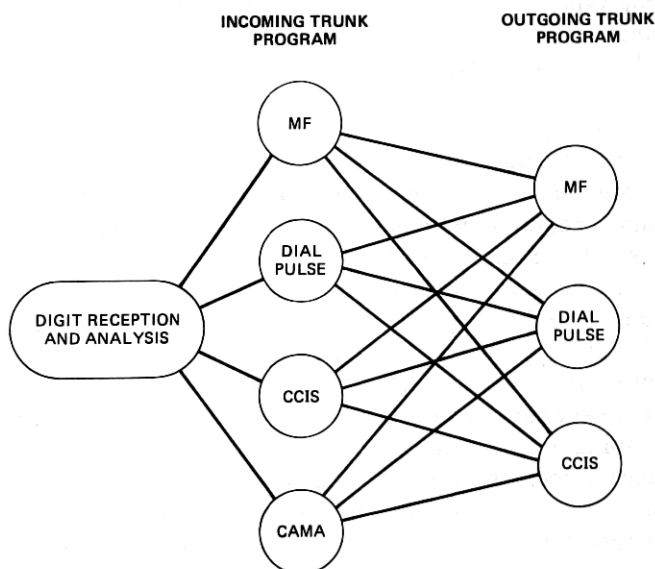 INCOMING TRUNK
PROGRAM
OUTGOING TRUNK
PROGRAM
MF
MF
DIAL
PULSE
DIGIT RECEPTION
AND ANALYSIS
DIAL
PULSE
CCIS
CCIS
CAMA